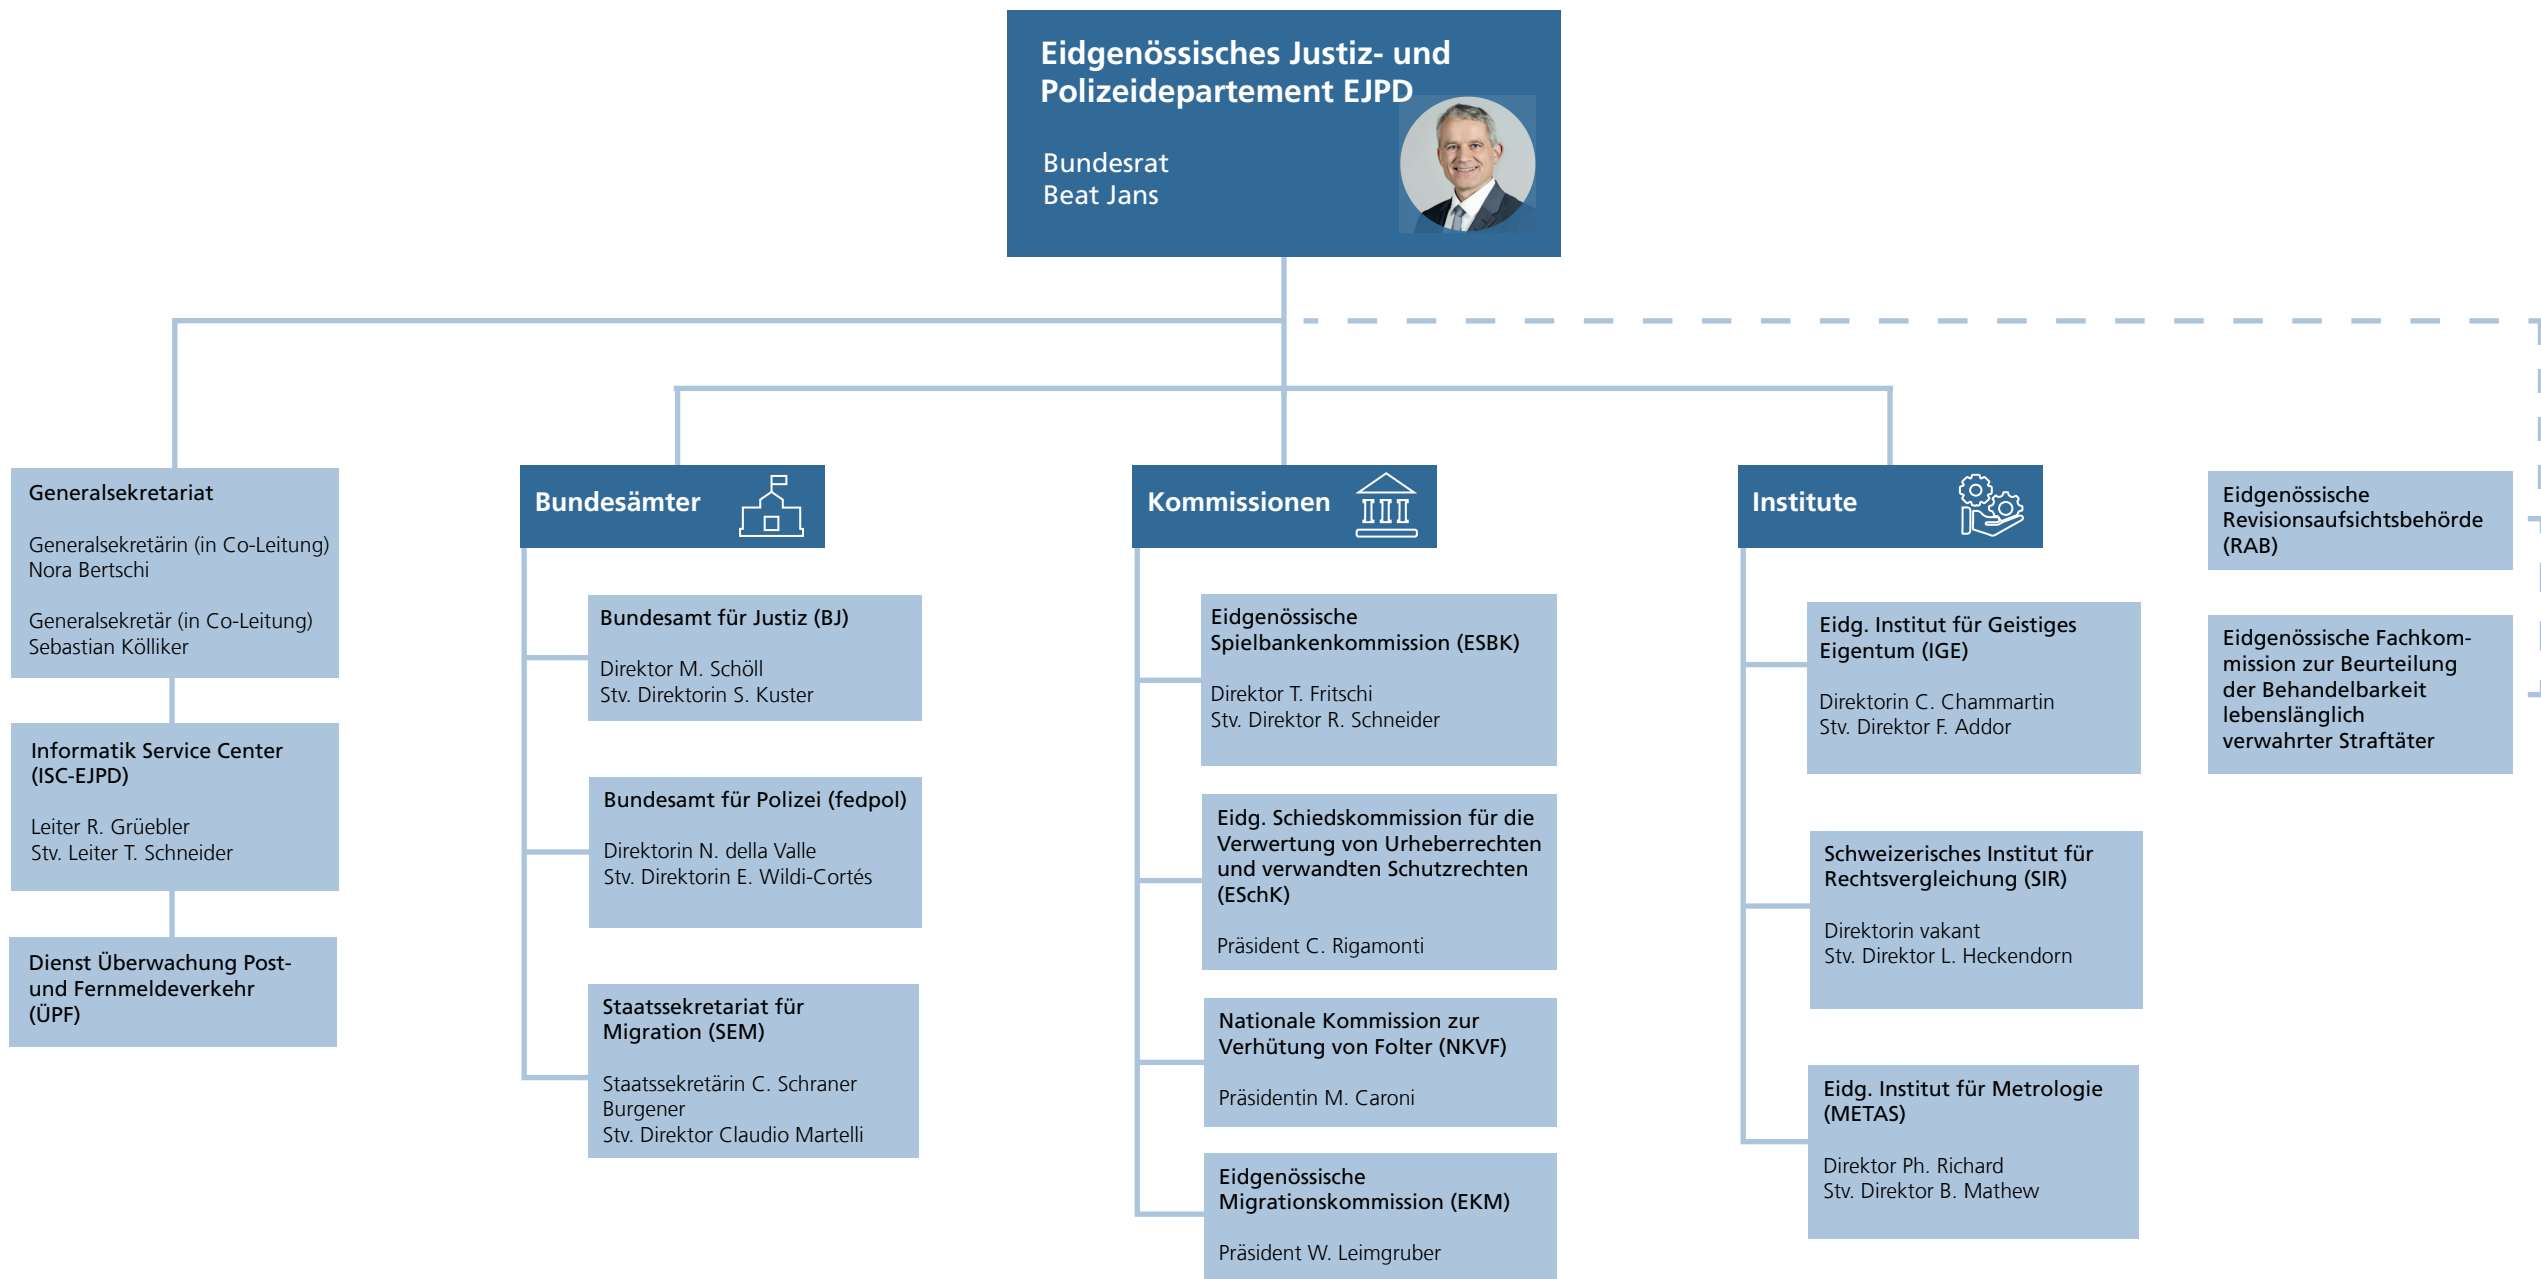 Eidgenössisches Justiz- und
Polizeidepartement EJPD
Bundesrat
Beat Jans
Generalsekretariat
Generalsekretärin (in Co-Leitung)
Nora Bertschi
Generalsekretär (in Co-Leitung)
Sebastian Kölliker
Informatik Service Center
(ISC-EJPD)
Leiter R. Grüebler
Stv. Leiter T. Schneider
Dienst Überwachung Post-
und Fernmeldeverkehr
(ÜPF)
Bundesämter
Bundesamt für Justiz (BJ)
Direktor M. Schöll
Stv. Direktorin S. Kuster
Bundesamt für Polizei (fedpol)
Direktorin N. della Valle
Stv. Direktorin E. Wildi-Cortés
Staatssekretariat für
Migration (SEM)
Staatssekretärin C. Schraner
Burgener
Stv. Direktor Claudio Martelli
Kommissionen
Eidgenössische
Spielbankenkommission (ESBK)
Direktor T. Fritschi
Stv. Direktor R. Schneider
Eidg. Schiedskommission für die
Verwertung von Urheberrechten
und verwandten Schutzrechten
(ESchK)
Präsident C. Rigamonti
Nationale Kommission zur
Verhütung von Folter (NKVF)
Präsidentin M. Caroni
Eidgenössische
Migrationskommission (EKM)
Präsident W. Leimgruber
Institute
Eidg. Institut für Geistiges
Eigentum (IGE)
Direktorin C. Chammartin
Stv. Direktor F. Addor
Schweizerisches Institut für
Rechtsvergleichung (SIR)
Direktorin vakant
Stv. Direktor L. Heckendorn
Eidg. Institut für Metrologie
(METAS)
Direktor Ph. Richard
Stv. Direktor B. Mathew
Eidgenössische
Revisionsaufsichtsbehörde
(RAB)
Eidgenössische Fachkom-
mission zur Beurteilung
der Behandelbarkeit
lebenslänglich
verwahrter Straftäter